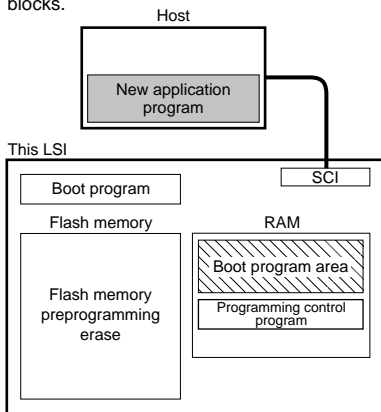 blocks.
Host
New application
program
This LSI
SCI
Boot program
Flash memory
RAM
Boot program area
Flash memory
preprogramming
erase
Programming control
program